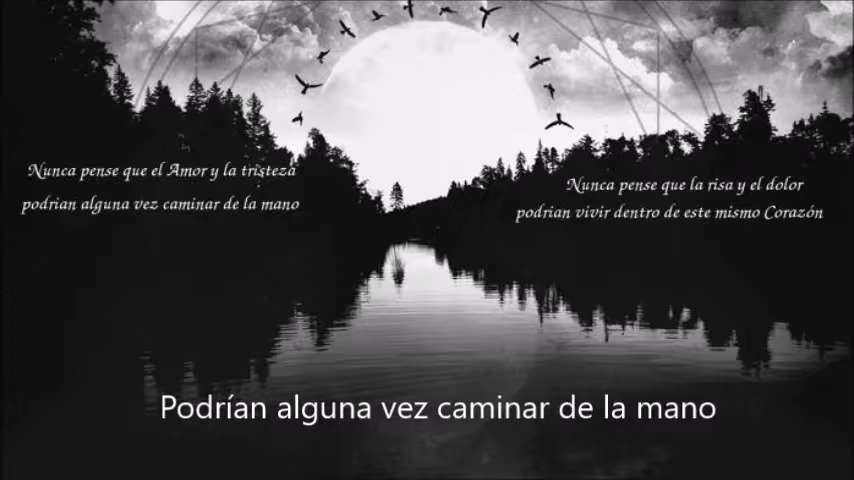 Nunca pense que el Amor y la tristeza
podrian alguna vez caminar de la mano
Nunca pense que la risa y el dolor
podrian vivir dentro de este mismo Corazón
Podrían alguna vez caminar de la mano